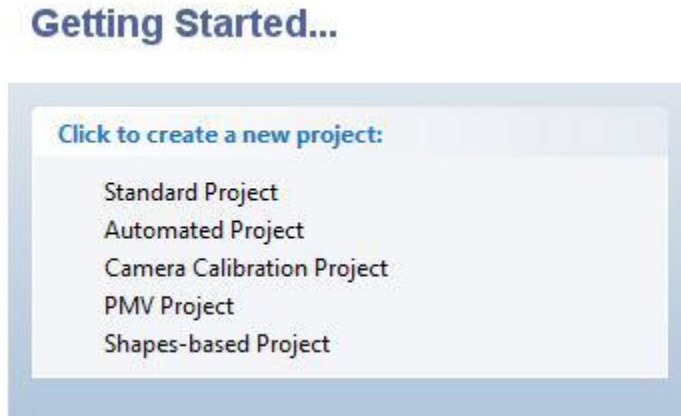 Getting Started...
Click to create a new project:
Standard Project
Automated Project
Camera Calibration Project
PMV Project
Shapes-based Project